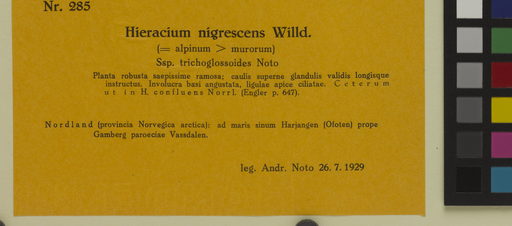 Nr. 285
Hieracium nigrescens Willd.
(= alpinum > murorum)
Ssp. trichoglossoides Noto
Planta robusta saepissime ramosa; caulis superne glandulis validis longisque
instructus. Involucra basi angustata, ligulae apice ciliatae. Ceterum
ut in H. confluens Norrl. (Engler p. 647).
Nordland (provincia Norvegica arctica): ad maris sinum Harjangen (Ofoten) prope
Gamberg paroeciae Vassdalen.
leg. Andr. Noto 26. 7. 1929